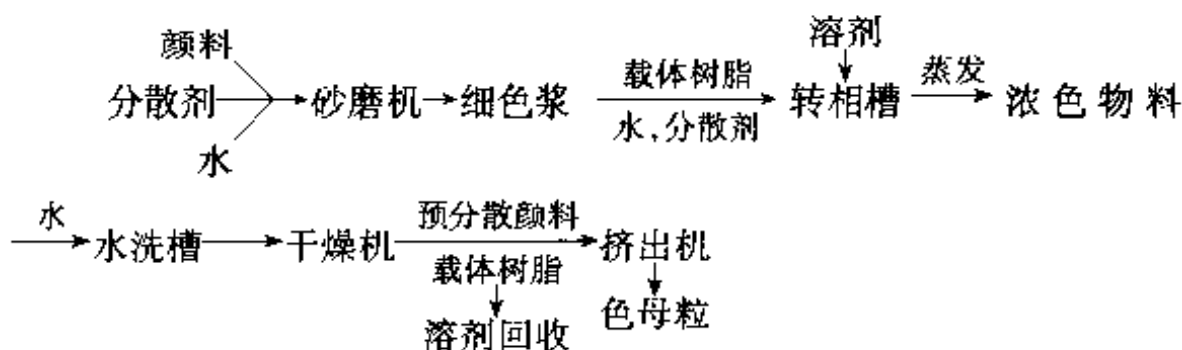 颜料
分散剂
水
砂磨机
细色浆
载体树脂
水,分散剂
溶剂
转相槽
蒸发
浓色物料
水
水洗槽
干燥机
预分散颜料
载体树脂
溶剂回收
挤出机
色母粒